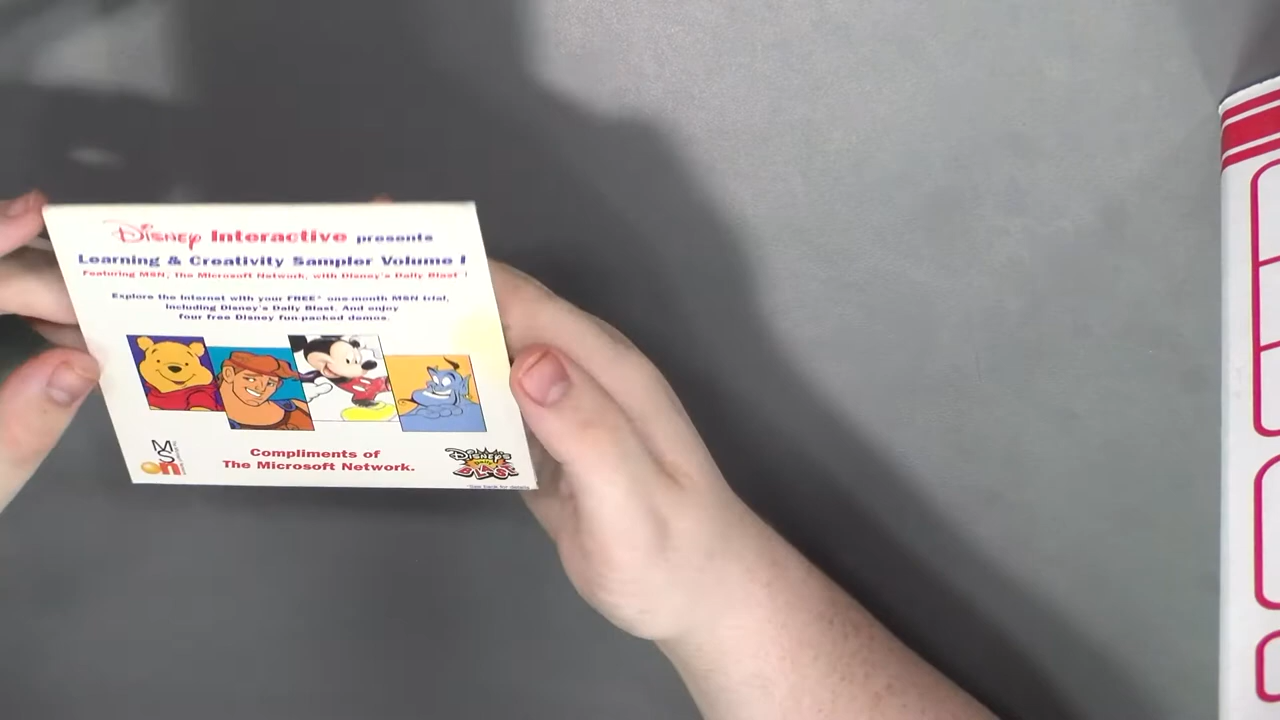 Disney Interactive presents
Learning & Creativity Sampler Volume I
Featuring MSN, The Microsoft Network, with Disney's Daily Blast!
Explore the Internet with your FREE* one-month MSN trial,
including Disney's Daily Blast. And enjoy
four free Disney fun-packed demos.
msn
Compliments of
The Microsoft Network.
DISNEY'S
DAILY
BLAST
*See back for details